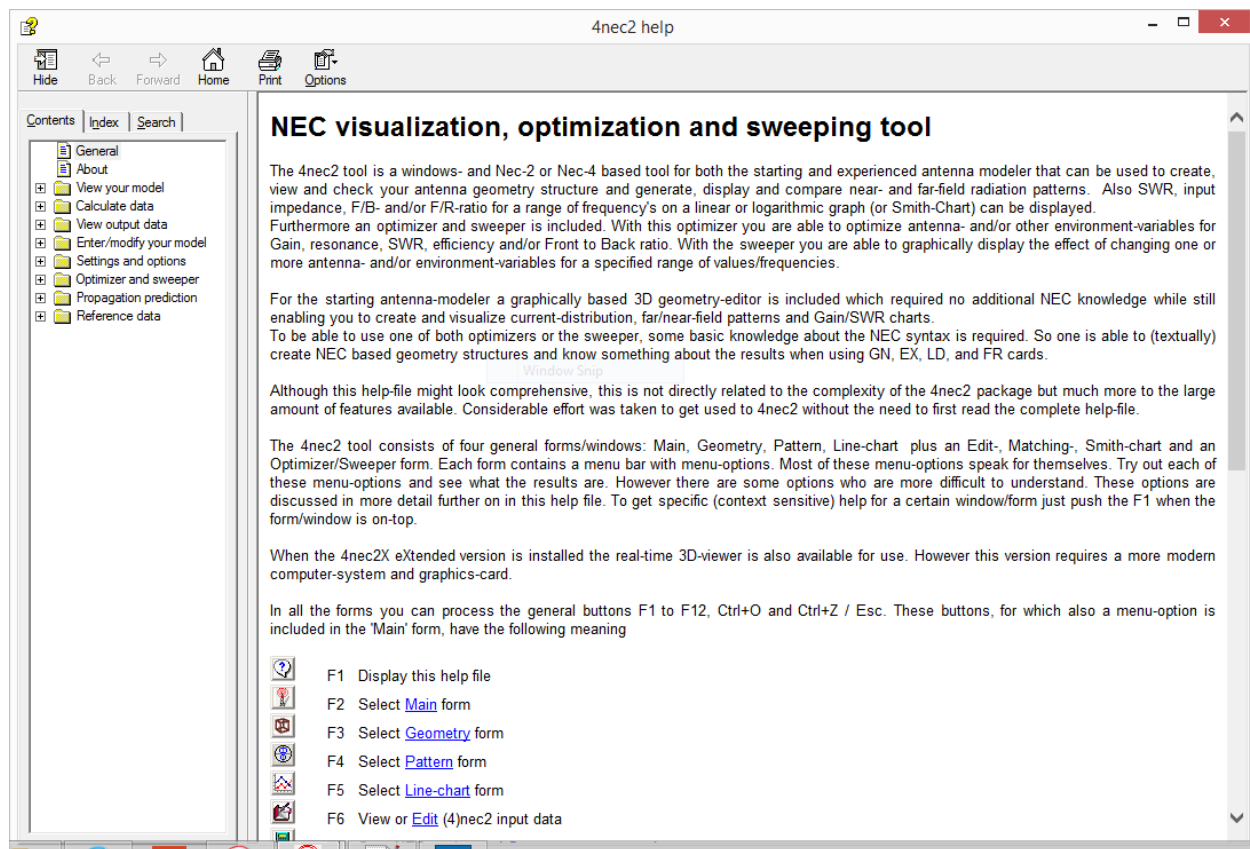 4nec2 help
Hide Back Forward Home Print Options
Contents Index Search
General
About
View your model
Calculate data
View output data
Enter/modify your model
Settings and options
Optimizer and sweeper
Propagation prediction
Reference data
NEC visualization, optimization and sweeping tool
The 4nec2 tool is a windows- and Nec-2 or Nec-4 based tool for both the starting and experienced antenna modeler that can be used to create,
view and check your antenna geometry structure and generate, display and compare near- and far-field radiation patterns. Also SWR, input
impedance, F/B- and/or F/R-ratio for a range of frequency's on a linear or logarithmic graph (or Smith-Chart) can be displayed.
Furthermore an optimizer and sweeper is included. With this optimizer you are able to optimize antenna- and/or other environment-variables for
Gain, resonance, SWR, efficiency and/or Front to Back ratio. With the sweeper you are able to graphically display the effect of changing one or
more antenna- and/or environment-variables for a specified range of values/frequencies.
For the starting antenna-modeler a graphically based 3D geometry-editor is included which required no additional NEC knowledge while still
enabling you to create and visualize current-distribution, far/near-field patterns and Gain/SWR charts.
To be able to use one of both optimizers or the sweeper, some basic knowledge about the NEC syntax is required. So one is able to (textually)
create NEC based geometry structures and know something about the results when using GN, EX, LD, and FR cards.
Window Snip
Although this help-file might look comprehensive, this is not directly related to the complexity of the 4nec2 package but much more to the large
amount of features available. Considerable effort was taken to get used to 4nec2 without the need to first read the complete help-file.
The 4nec2 tool consists of four general forms/windows: Main, Geometry, Pattern, Line-chart plus an Edit-, Matching-, Smith-chart and an
Optimizer/Sweeper form. Each form contains a menu bar with menu-options. Most of these menu-options speak for themselves. Try out each of
these menu-options and see what the results are. However there are some options who are more difficult to understand. These options are
discussed in more detail further on in this help file. To get specific (context sensitive) help for a certain window/form just push the F1 when the
form/window is on-top.
When the 4nec2X eXtended version is installed the real-time 3D-viewer is also available for use. However this version requires a more modern
computer-system and graphics-card.
In all the forms you can process the general buttons F1 to F12, Ctrl+O and Ctrl+Z / Esc. These buttons, for which also a menu-option is
included in the 'Main' form, have the following meaning
F1 Display this help file
F2 Select Main form
F3 Select Geometry form
F4 Select Pattern form
F5 Select Line-chart form
F6 View or Edit (4)nec2 input data